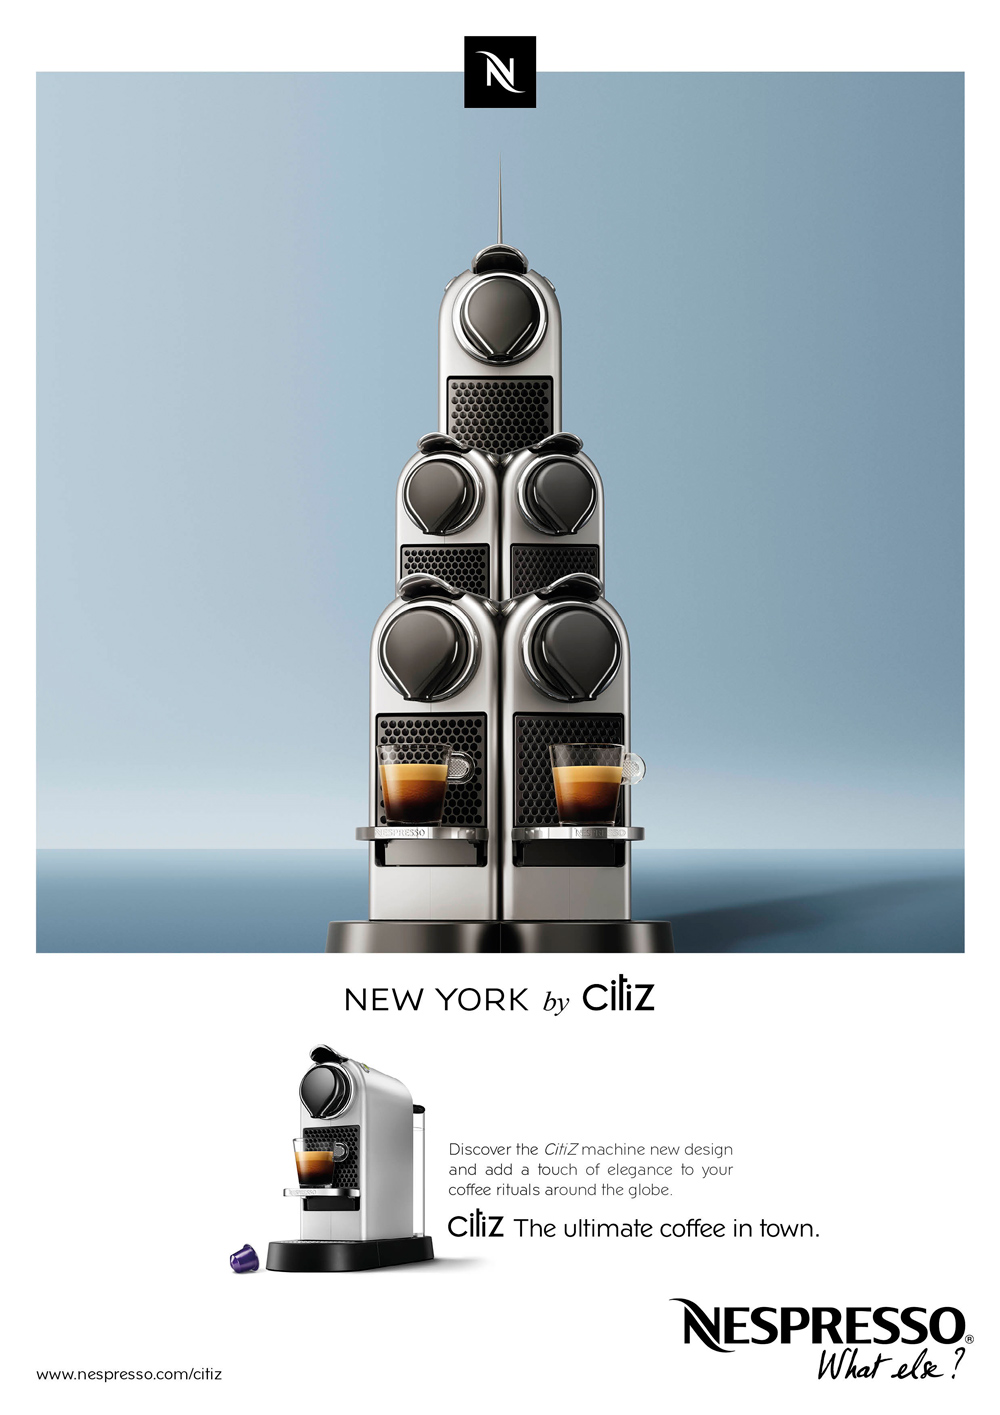 N
NESPRESSO
NESPRESSO
NEW YORK by CitiZ
Discover the CitiZ machine new design
and add a touch of elegance to your
coffee rituals around the globe.
CitiZ The ultimate coffee in town.
NESPRESSO®
What else?
www.nespresso.com/citiz